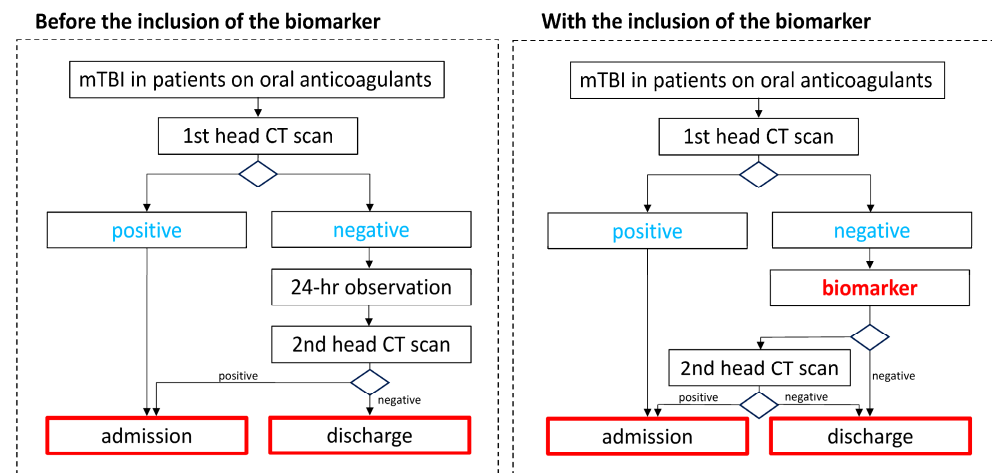 Before the inclusion of the biomarker
mTBI in patients on oral anticoagulants
1st head CT scan
positive
negative
24-hr observation
2nd head CT scan
positive
negative
admission
discharge
With the inclusion of the biomarker
mTBI in patients on oral anticoagulants
1st head CT scan
positive
negative
biomarker
2nd head CT scan
negative
positive
negative
admission
discharge